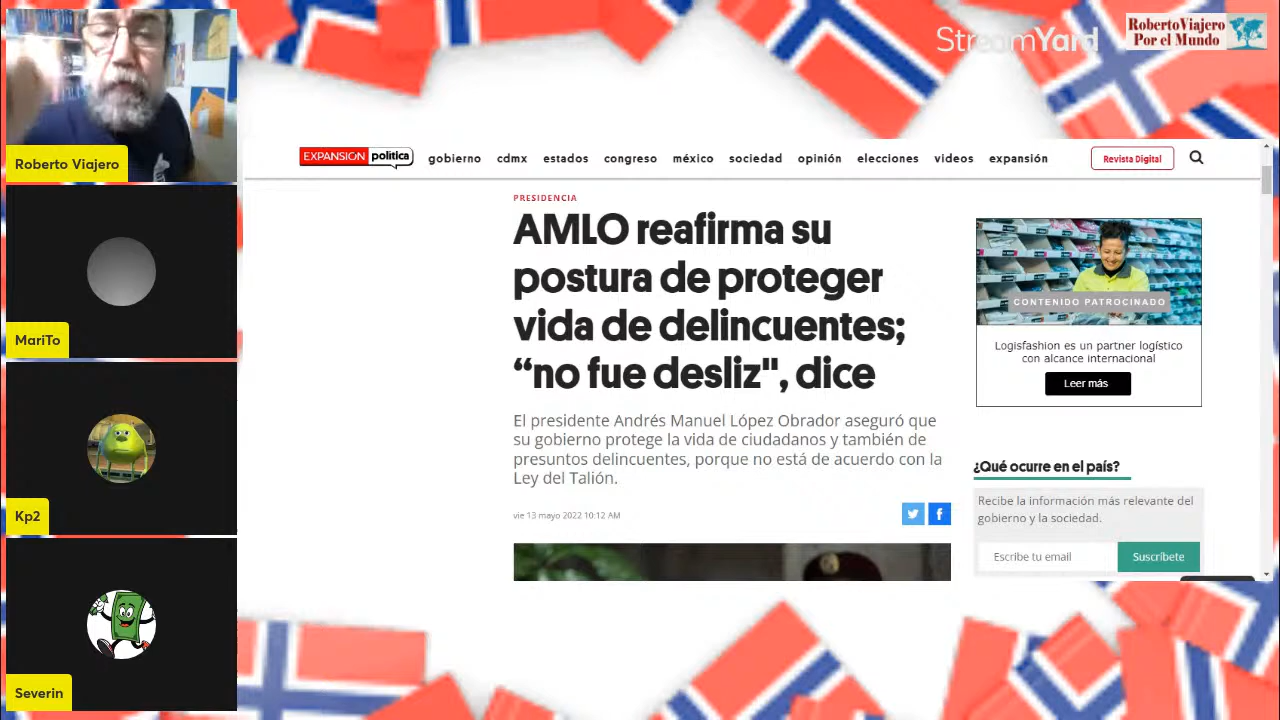 StreamYard
RobertoViajero
Por el Mundo
Roberto Viajero
MariTo
Kp2
Severin
EXPANSIÓN política
gobierno cdmx estados congreso méxico sociedad opinión elecciones videos expansión
Revista Digital
PRESIDENCIA
AMLO reafirma su
postura de proteger
vida de delincuentes;
“no fue desliz", dice
El presidente Andrés Manuel López Obrador aseguró que
su gobierno protege la vida de ciudadanos y también de
presuntos delincuentes, porque no está de acuerdo con la
Ley del Talión.
vie 13 mayo 2022 10:12 AM
CONTENIDO PATROCINADO
Logisfashion es un partner logístico
con alcance internacional
Leer más
¿Qué ocurre en el país?
Recibe la información más relevante del
gobierno y la sociedad.
Escribe tu email
Suscríbete